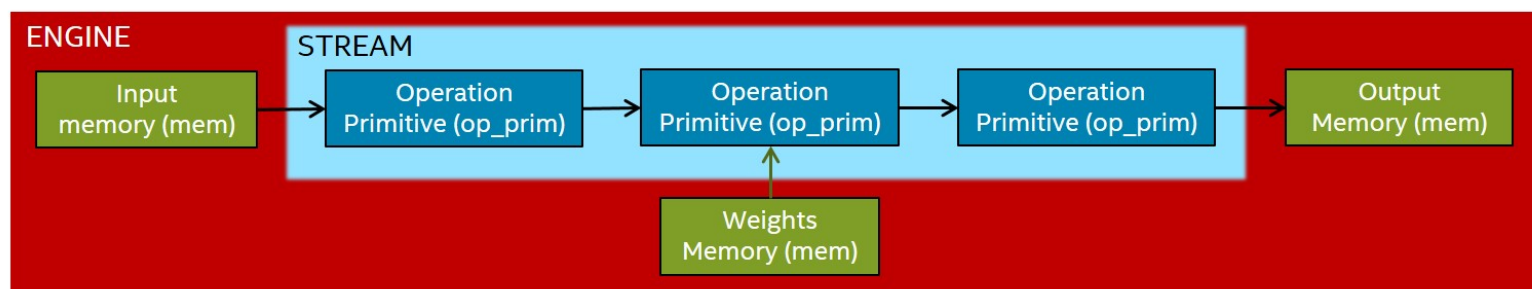 ENGINE
STREAM
Input
memory (mem)
Operation
Primitive (op_prim)
Operation
Primitive (op_prim)
Operation
Primitive (op_prim)
Output
Memory (mem)
Weights
Memory (mem)